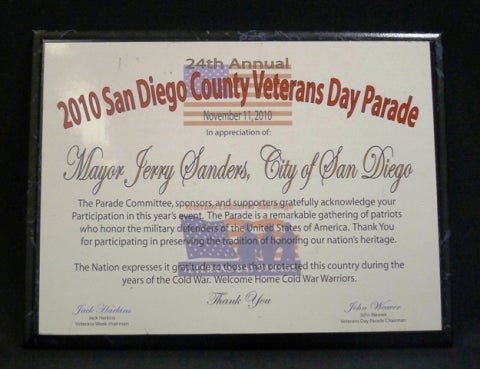 24th Annual
2010 San Diego County Veterans Day Parade
November 11, 2010
In appreciation of:
Mayor Jerry Sanders, City of San Diego
The Parade Committee, sponsors, and supporters gratefully acknowledge your
Participation in this year's event. The Parade is a remarkable gathering of patriots
who honor the military defenders of the United States of America. Thank You
for participating in preserving the tradition of honoring our nation's heritage.
The Nation expresses it gratitude to those that protected this country during the
years of the Cold War. Welcome Home Cold War Warriors.
Thank You
Jack Harkins
Jack Harkins
Veterans Week chairman
John Weaver
John Weaver
Veterans Day Parade Chairman